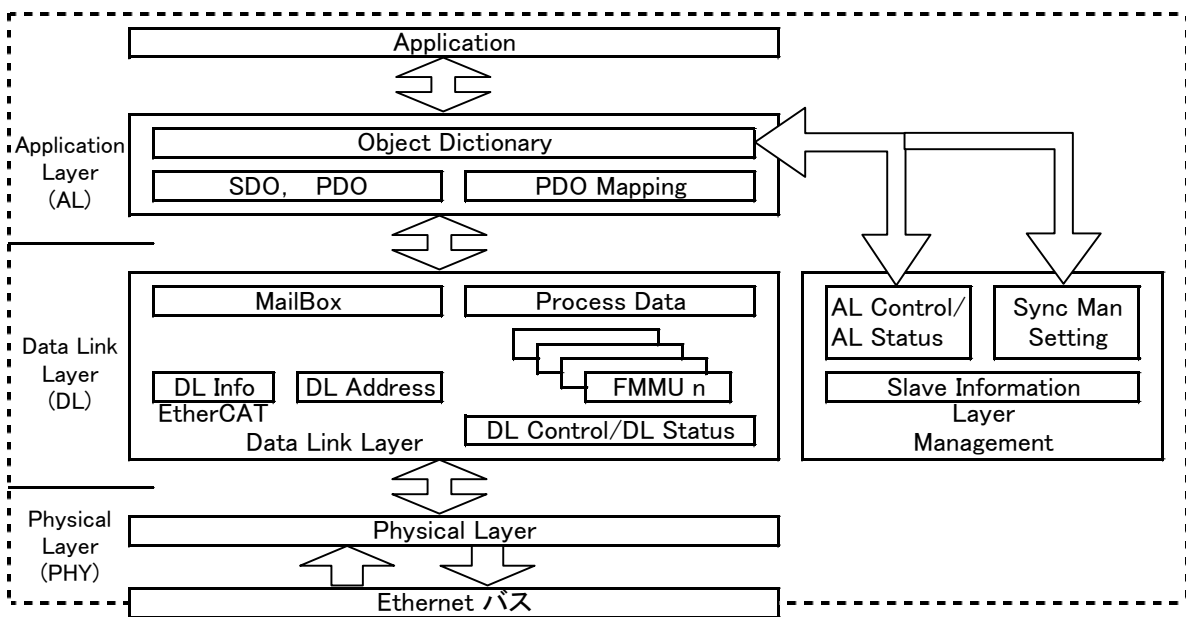 Application
Application
Layer
(AL)
Object Dictionary
SDO, PDO
PDO Mapping
Data Link
Layer
(DL)
MailBox
Process Data
FMMU n
DL Info
DL Address
EtherCAT
Data Link Layer
DL Control/DL Status
AL Control/
AL Status
Sync Man
Setting
Slave Information
Layer
Management
Physical
Layer
(PHY)
Physical Layer
Ethernet バス